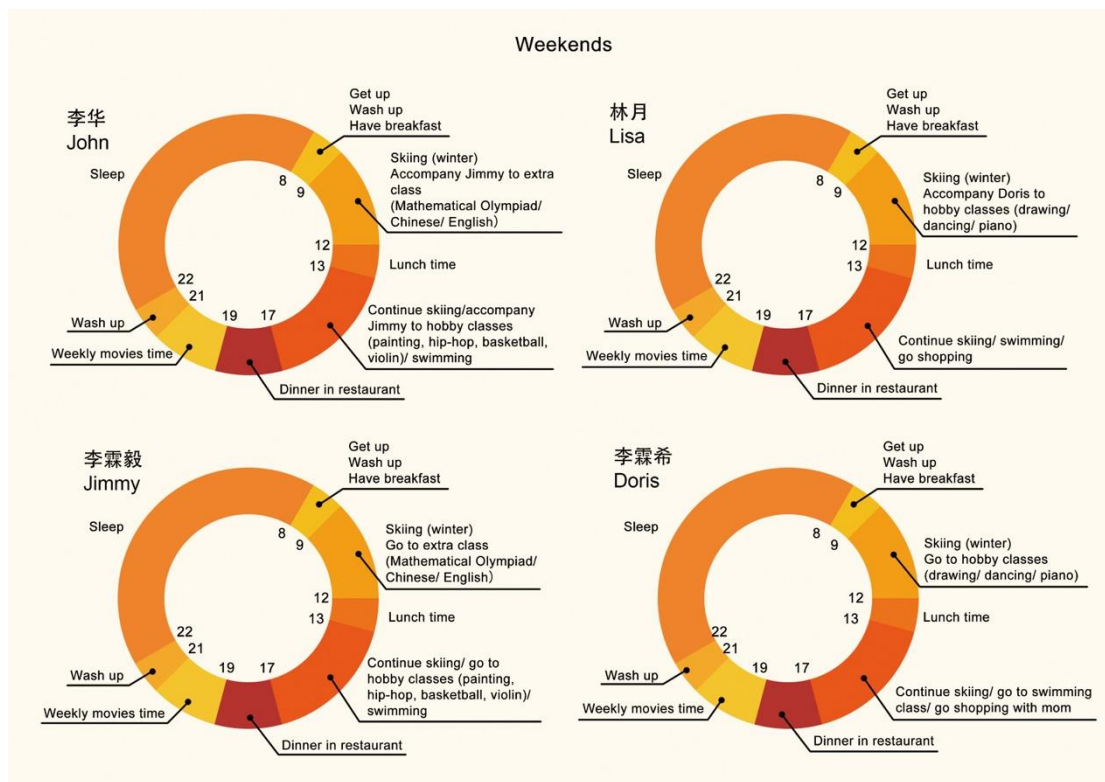 Weekends
李华
John
Sleep
Get up
Wash up
Have breakfast
Skiing (winter)
Accompany Jimmy to extra
class
(Mathematical Olympiad/
Chinese/ English）
8
9
12
13
Lunch time
22
21
19
17
Wash up
Weekly movies time
Continue skiing/accompany
Jimmy to hobby classes
(painting, hip-hop, basketball,
violin)/ swimming
Dinner in restaurant
林月
Lisa
Sleep
Get up
Wash up
Have breakfast
Skiing (winter)
Accompany Doris to
hobby classes (drawing/
dancing/ piano)
8
9
12
13
Lunch time
22
21
19
17
Wash up
Weekly movies time
Continue skiing/ swimming/
go shopping
Dinner in restaurant
李霖毅
Jimmy
Sleep
Get up
Wash up
Have breakfast
Skiing (winter)
Go to extra class
(Mathematical Olympiad/
Chinese/ English）
8
9
12
13
Lunch time
22
21
19
17
Wash up
Weekly movies time
Continue skiing/ go to
hobby classes (painting,
hip-hop, basketball, violin)/
swimming
Dinner in restaurant
李霖希
Doris
Sleep
Get up
Wash up
Have breakfast
Skiing (winter)
Go to hobby classes
(drawing/ dancing/ piano)
8
9
12
13
Lunch time
22
21
19
17
Wash up
Weekly movies time
Continue skiing/ go to swimming
class/ go shopping with mom
Dinner in restaurant